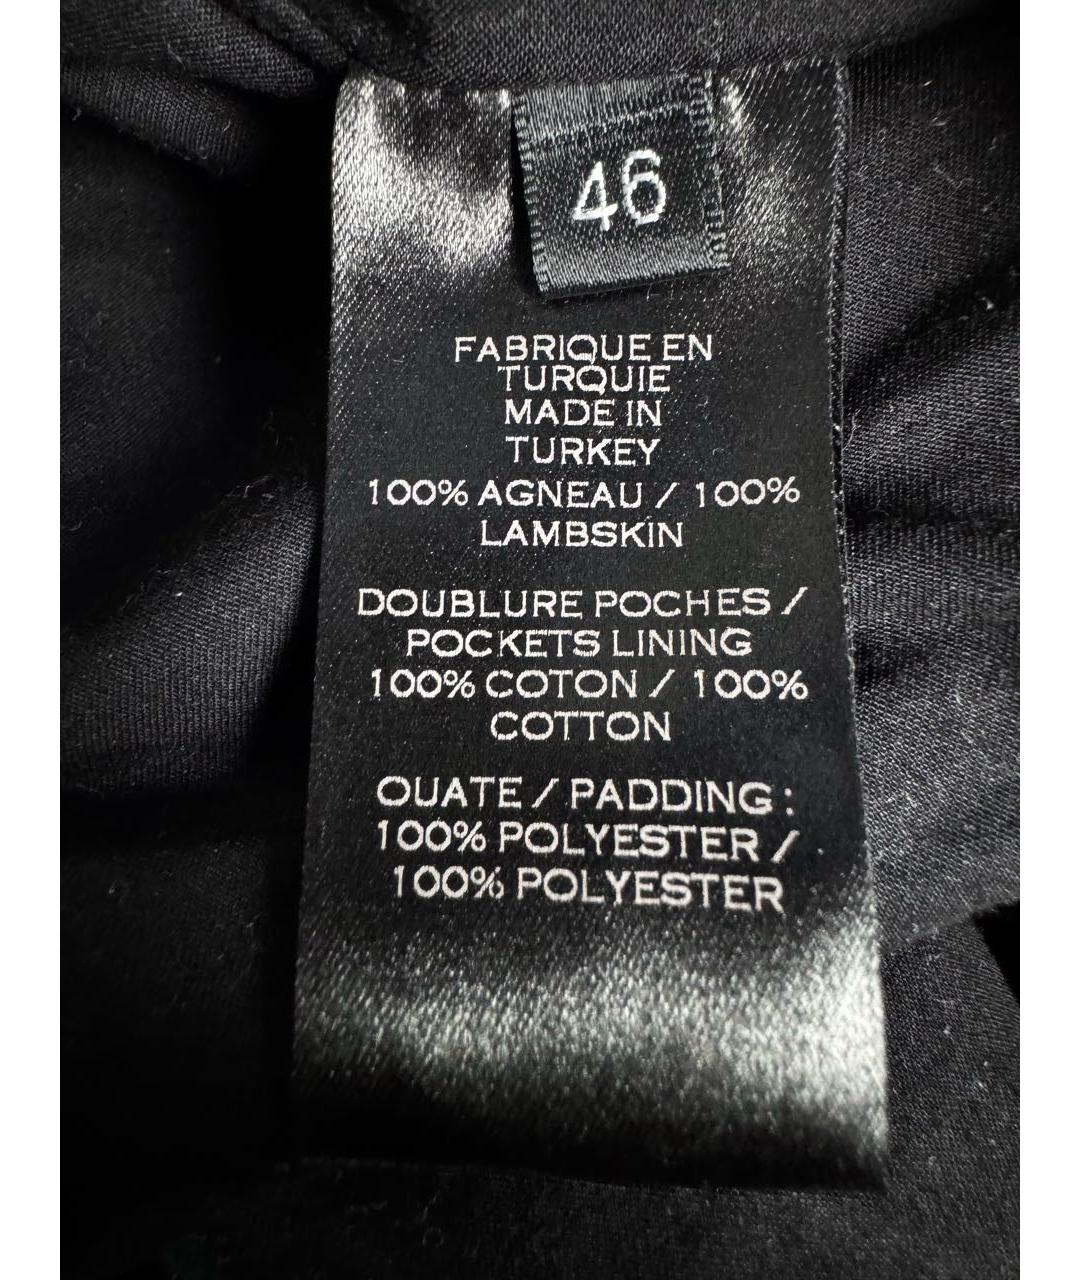 46
FABRIQUE EN
TURQUIE
MADE IN
TURKEY
100% AGNEAU / 100%
LAMBSKIN
DOUBLURE POCHES /
POCKETS LINING
100% COTON / 100%
COTTON
OUATE / PADDING :
100% POLYESTER /
100% POLYESTER